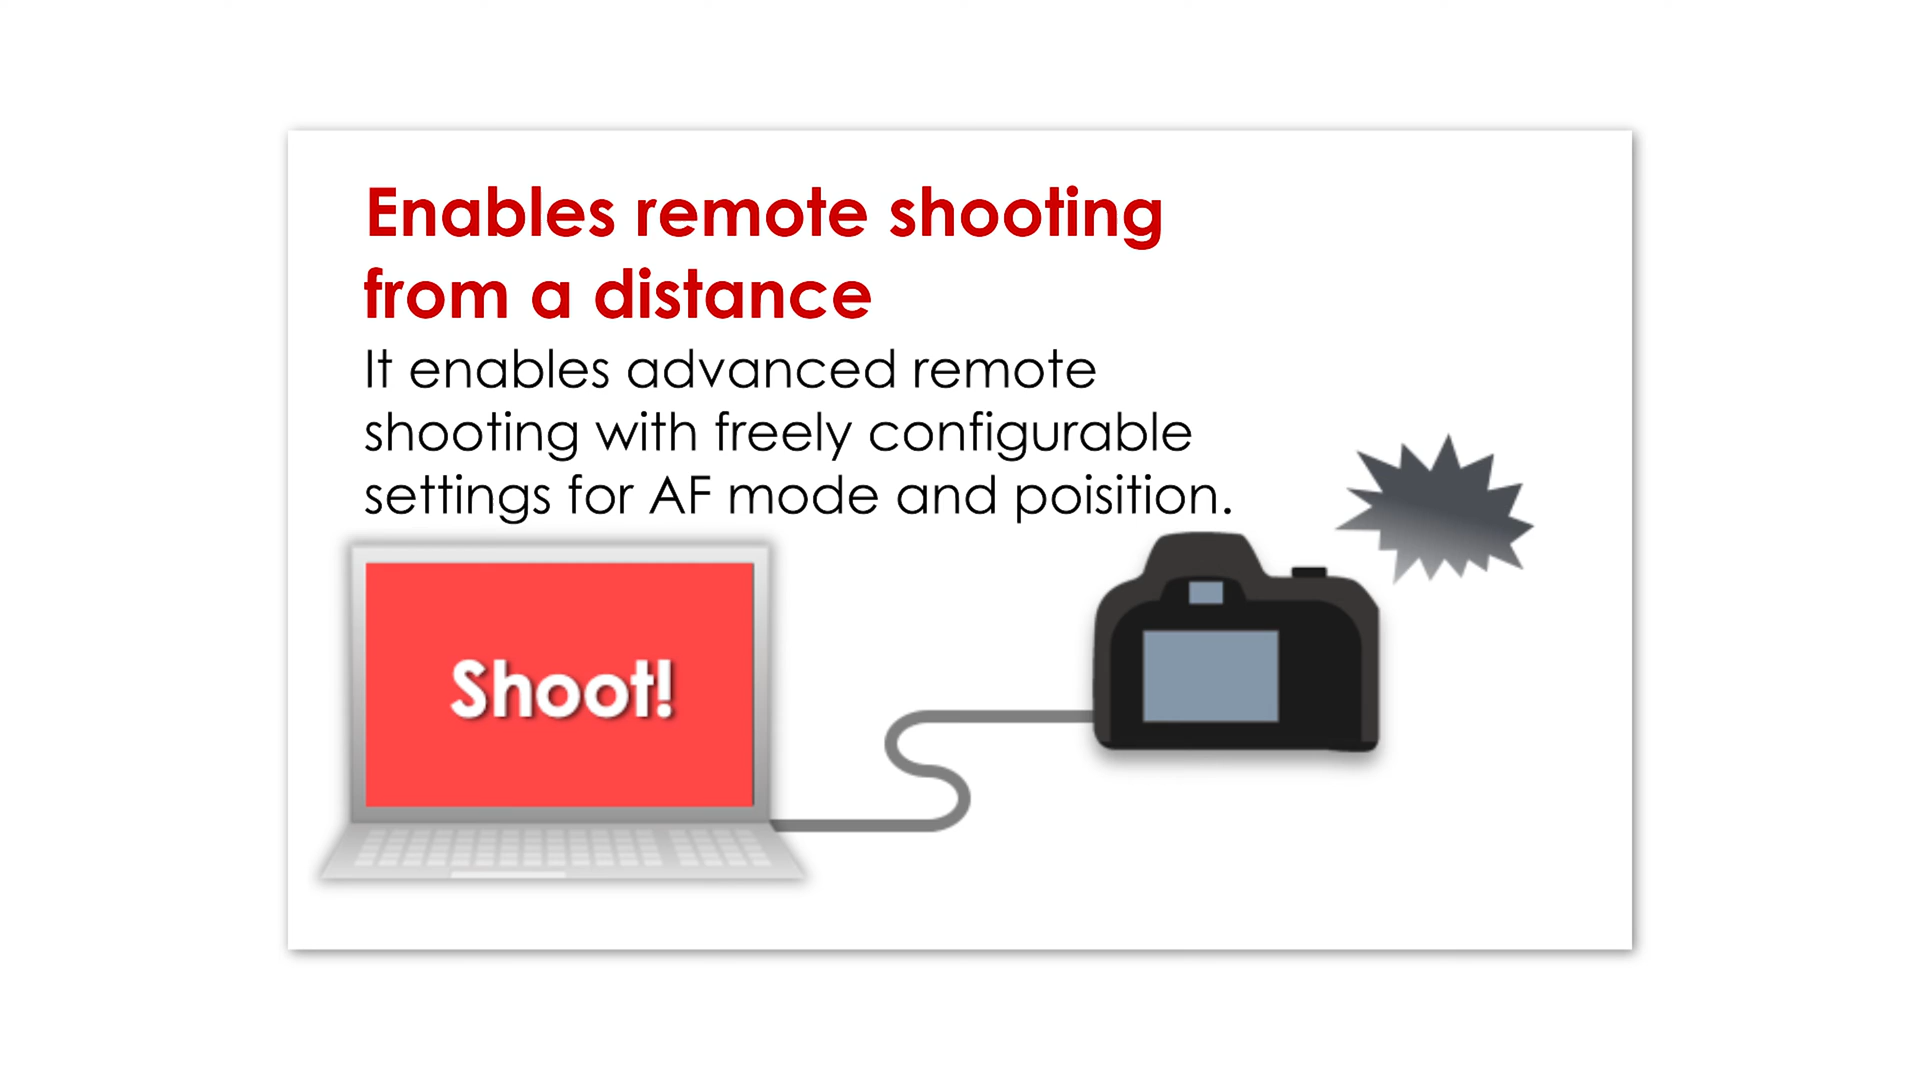 Enables remote shooting
from a distance
It enables advanced remote
shooting with freely configurable
settings for AF mode and poisition.
Shoot!